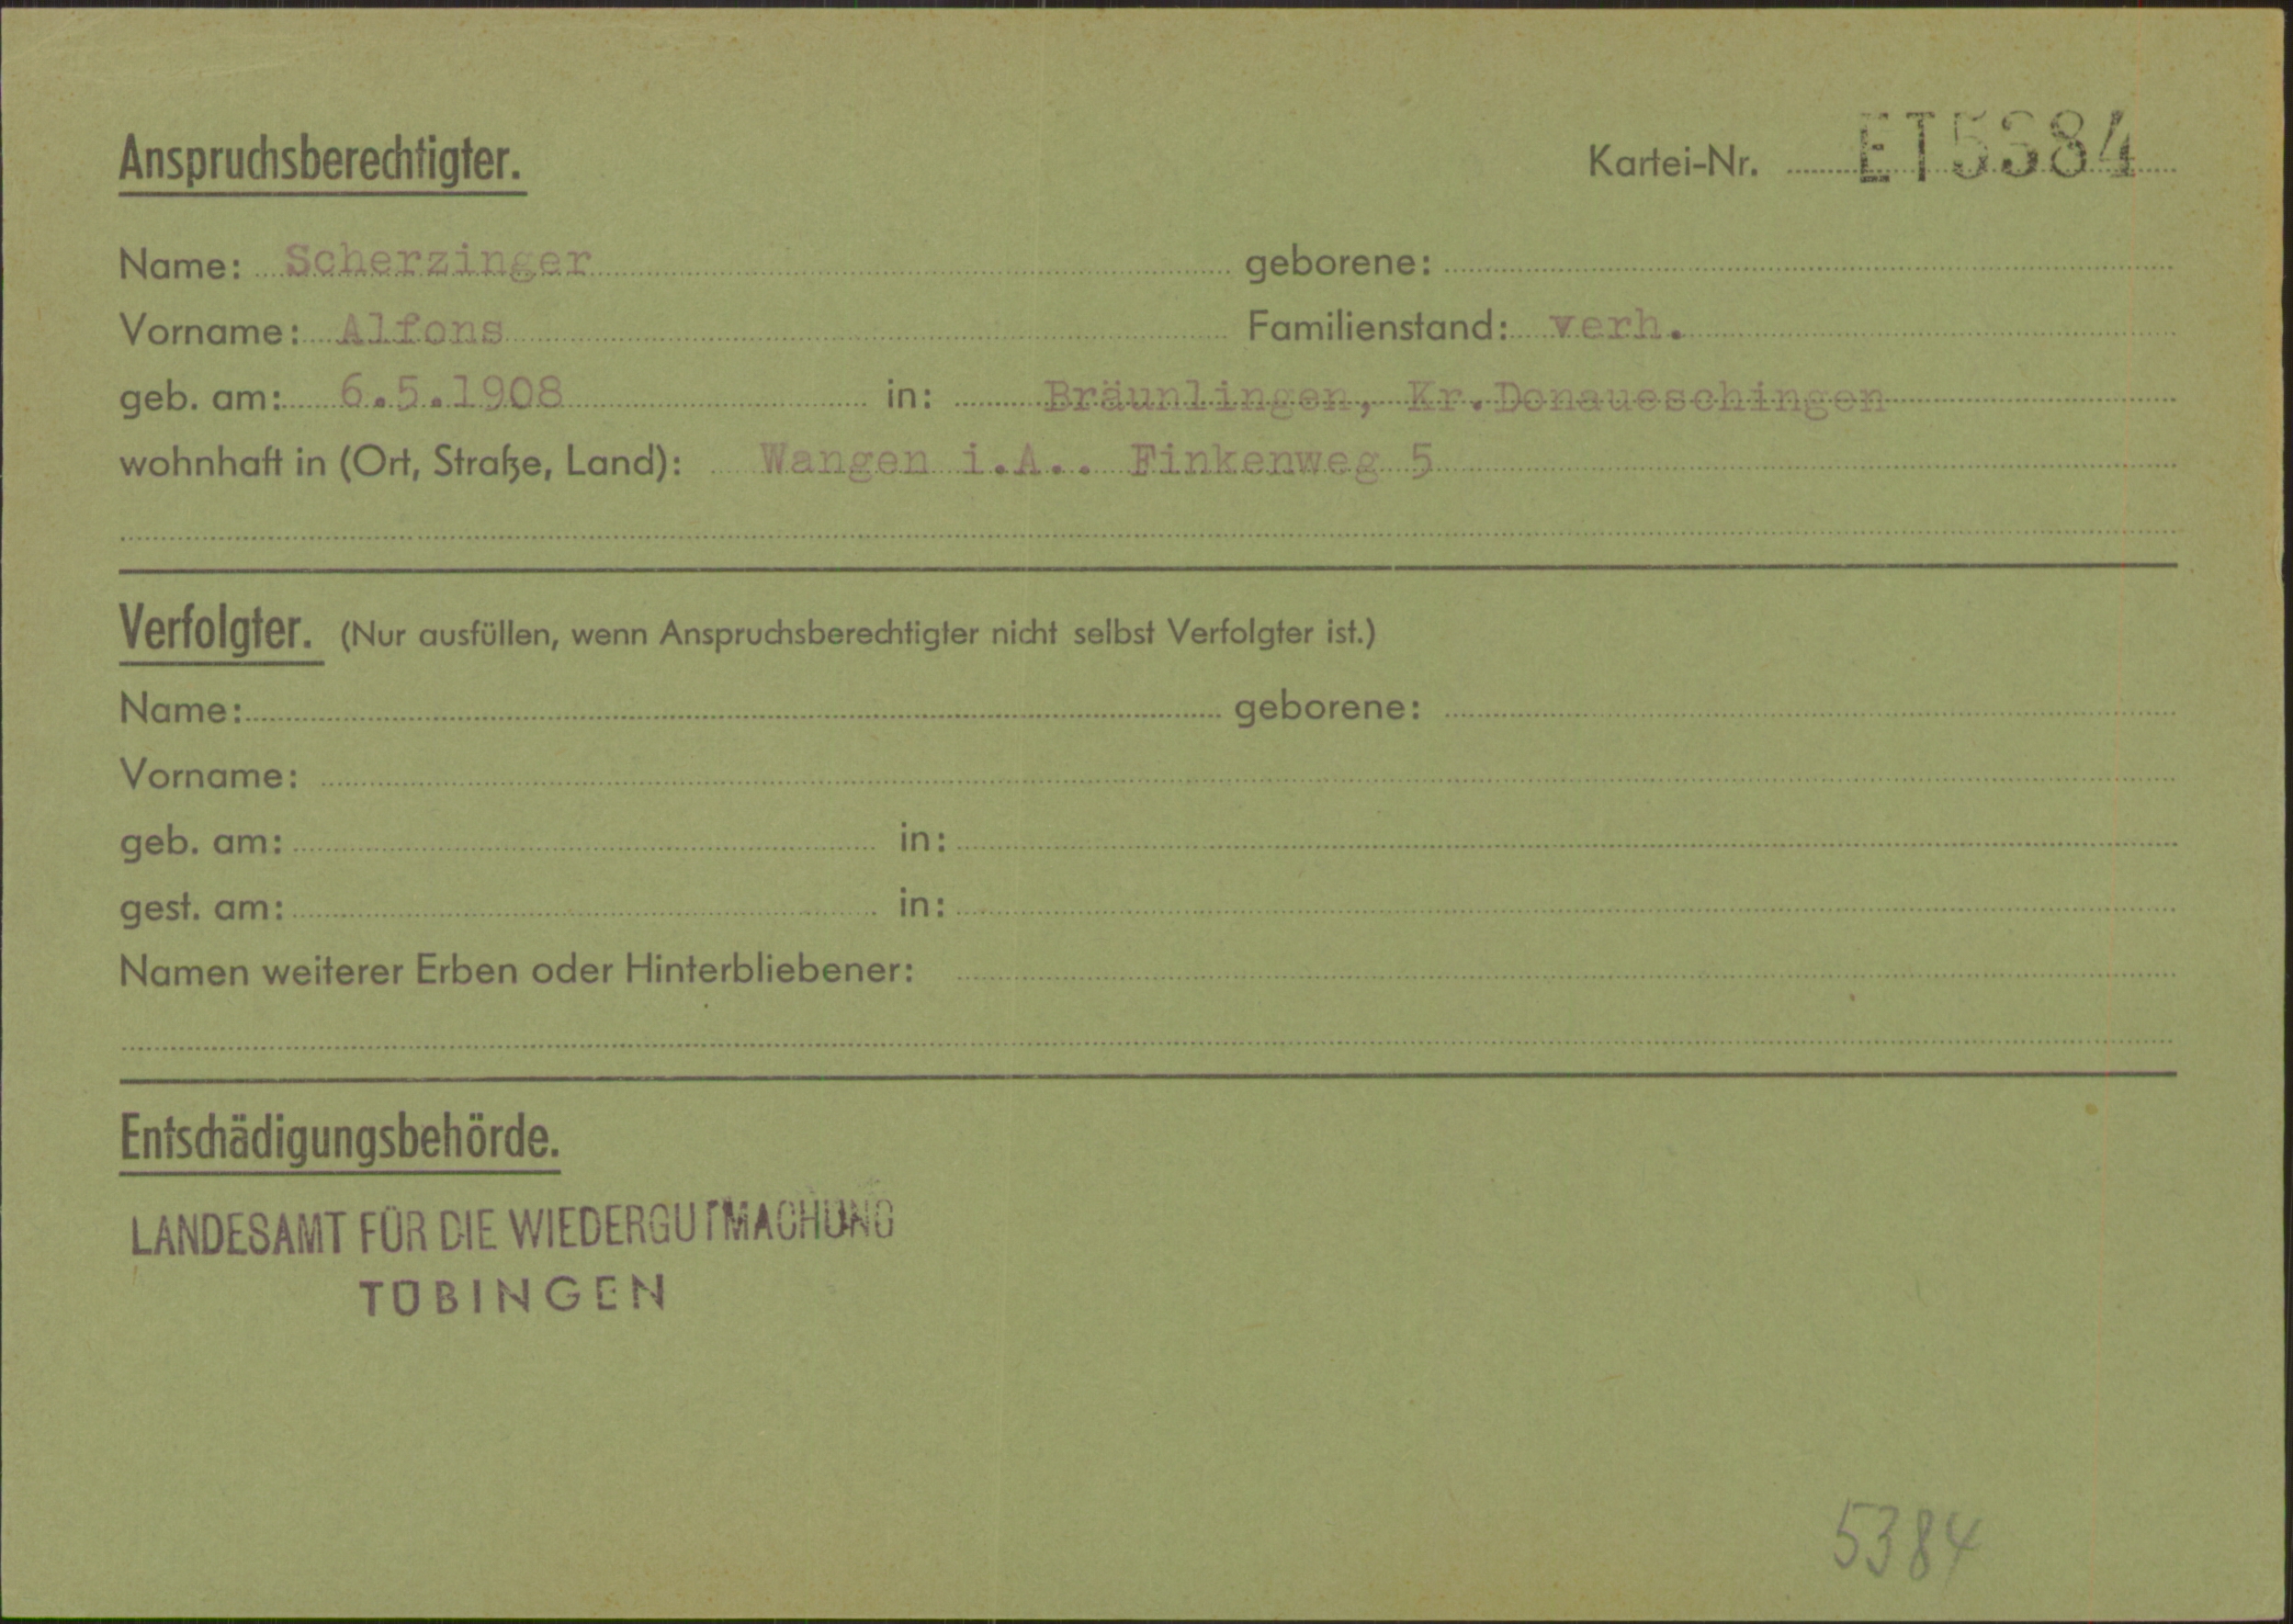 Anspruchsberechtigter.
Kartei-Nr. ET5384
Name: Scherzinger geborene:
Vorname: Alfons Familienstand: verh.
geb. am: 6.5.1908 in: Bräunlingen, Kr.Donaueschingen
wohnhaft in (Ort, Straße, Land): Wangen i.A.. Finkenweg 5
Verfolgter. (Nur ausfüllen, wenn Anspruchsberechtigter nicht selbst Verfolgter ist.)
Name: geborene:
Vorname:
geb. am: in:
gest. am: in:
Namen weiterer Erben oder Hinterbliebener:
Entschädigungsbehörde.
LANDESAMT FÜR DIE WIEDERGUTMACHUNG
TÜBINGEN
5384